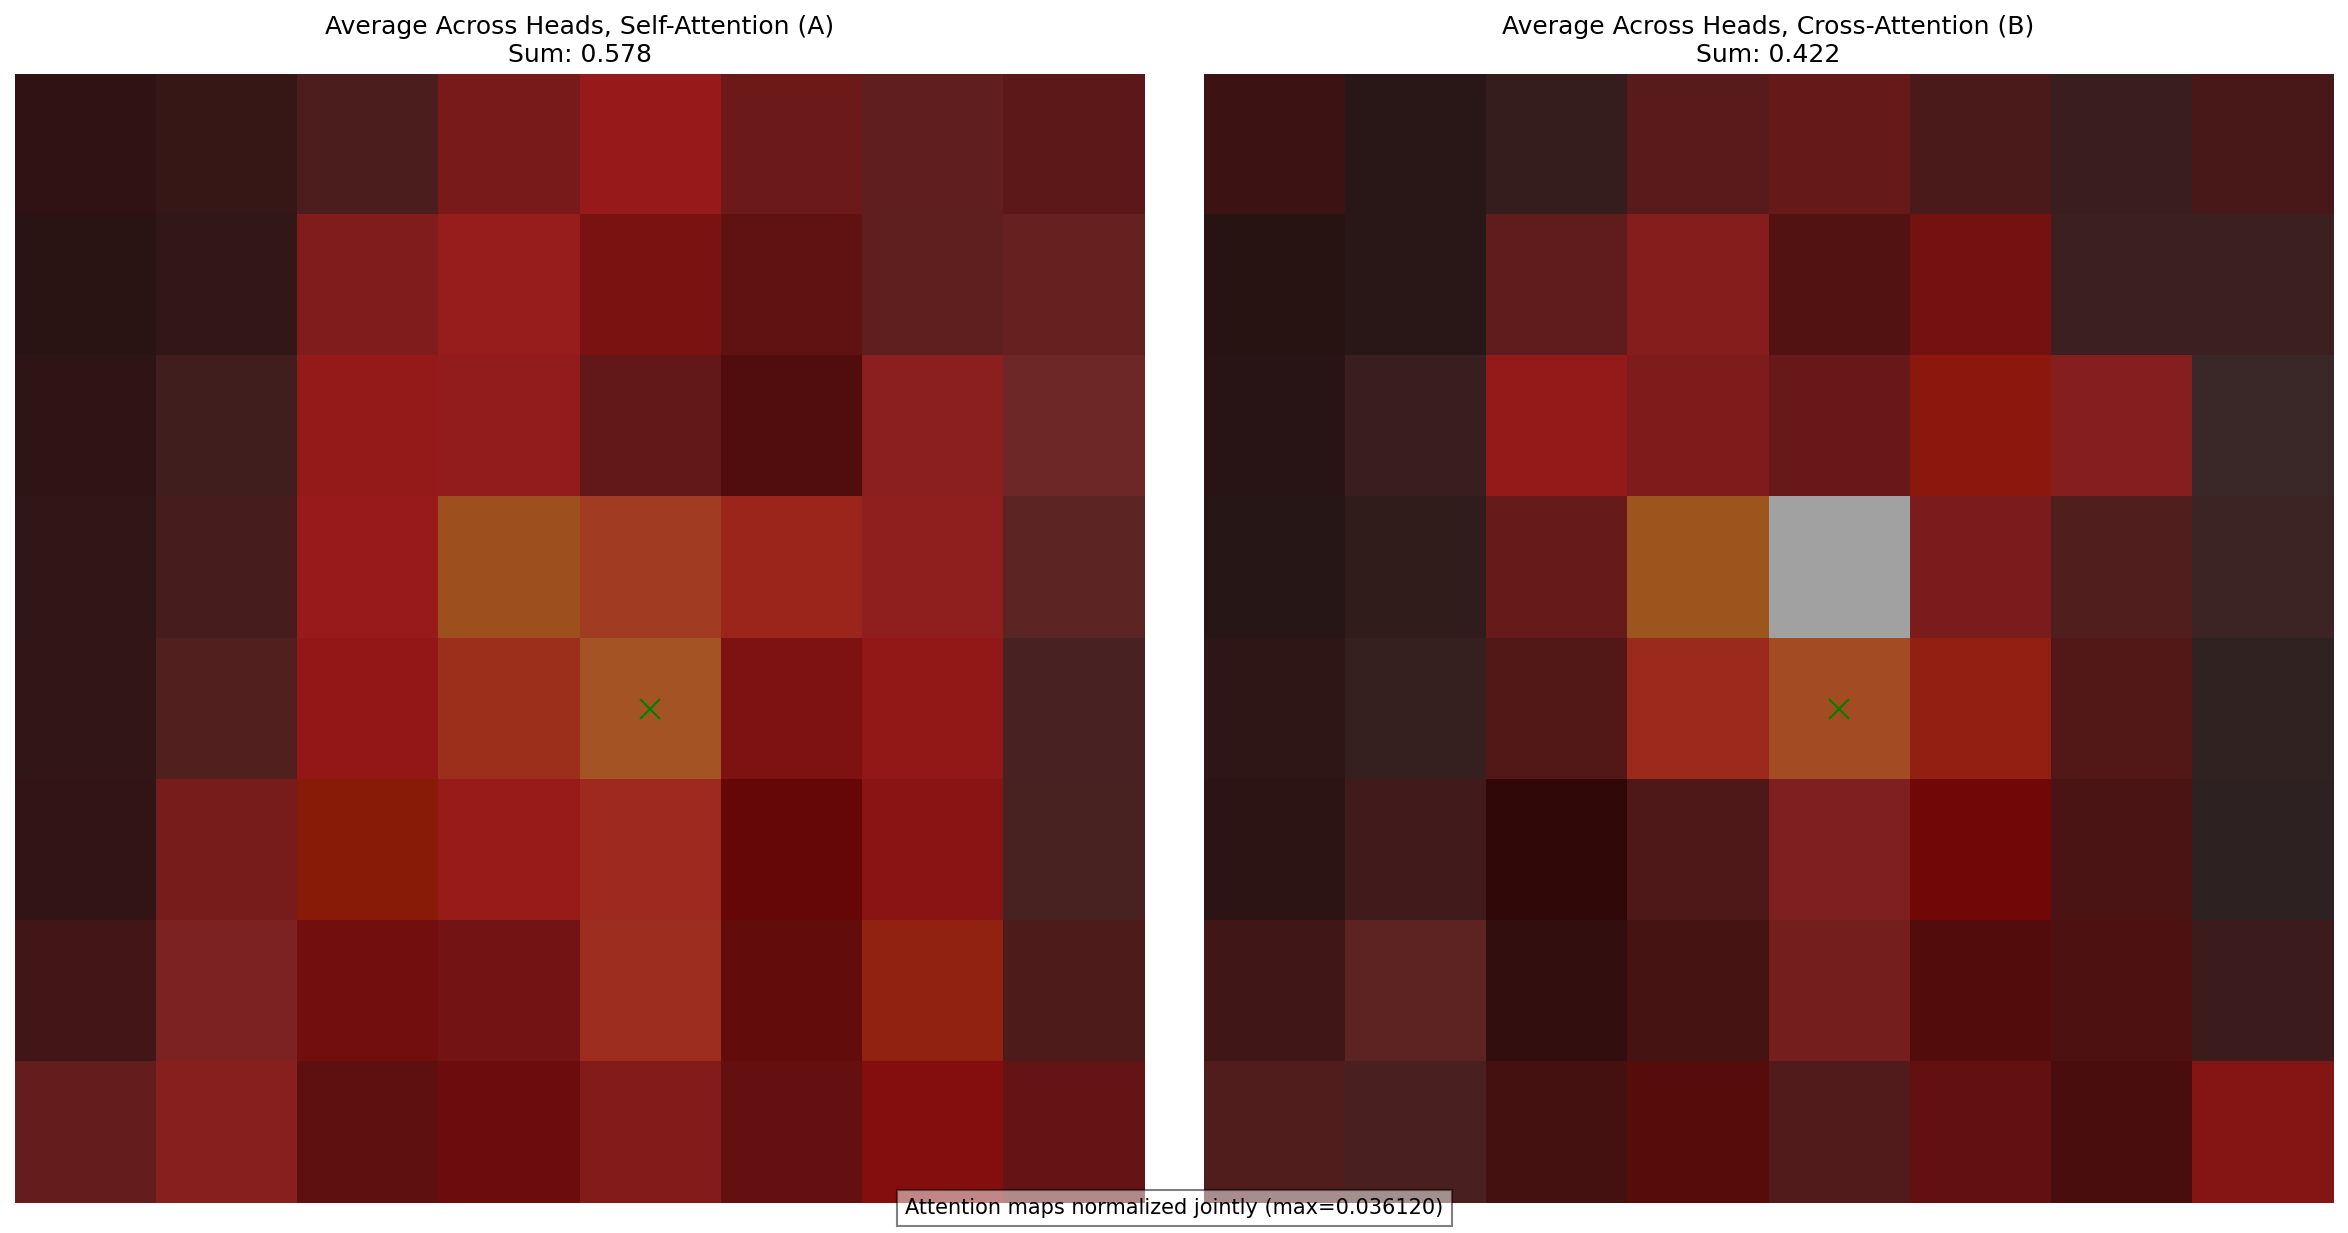 Average Across Heads, Self-Attention (A)
Sum: 0.578
Average Across Heads, Cross-Attention (B)
Sum: 0.422
Attention maps normalized jointly (max=0.036120)